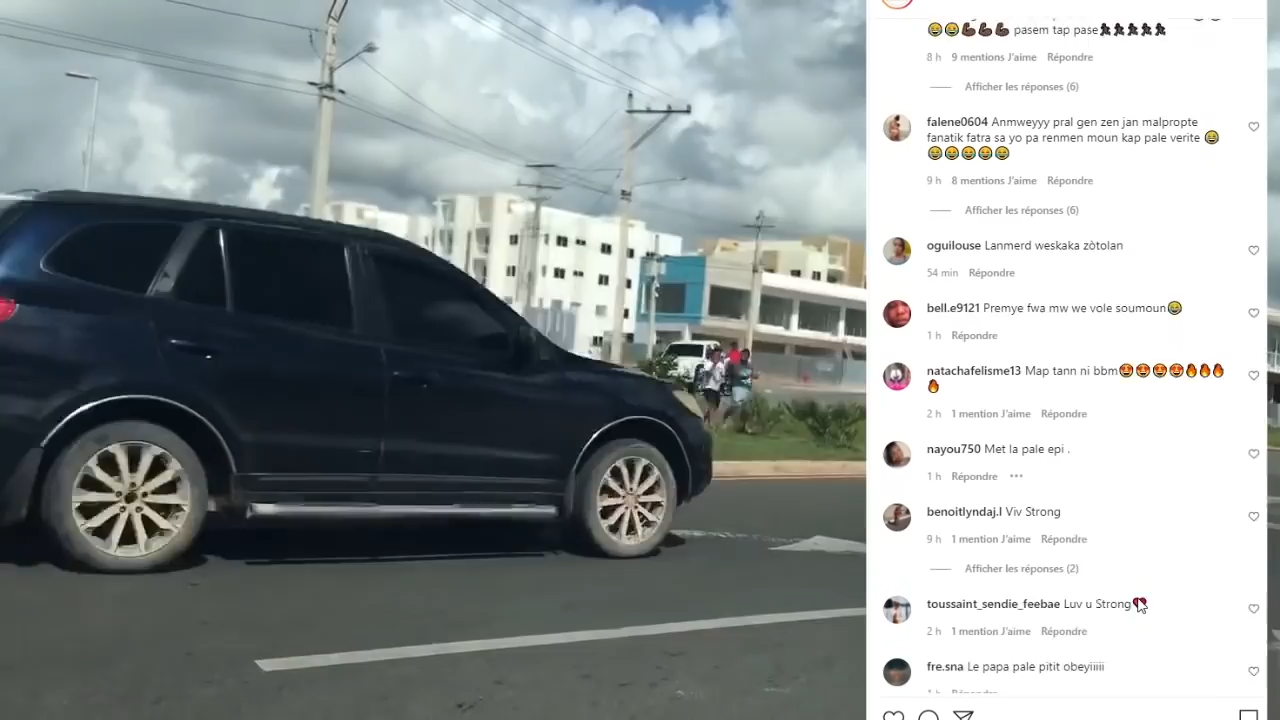 pasem tap pase
8 h 9 mentions J'aime Répondre
Afficher les réponses (6)
falene0604 Anmweyyy pral gen zen jan malpropte
fanatik fatra sa yo pa renmen moun kap pale verite 😂
😂😂😂😂😂
9 h 8 mentions J'aime Répondre
Afficher les réponses (6)
oguilouse Lanmerd weskaka zòtolan
54 min Répondre
bell.e9121 Premye fwa mw we vole soumoun😂
1 h Répondre
natachafelisme13 Map tann ni bbm🤩🤩🤩🤩🔥🔥🔥
🔥
2 h 1 mention J'aime Répondre
nayou750 Met la pale epi .
1 h Répondre •••
benoitlyndaj.l Viv Strong
9 h 1 mention J'aime Répondre
Afficher les réponses (2)
toussaint_sendie_feebae Luv u Strong
2 h 1 mention J'aime Répondre
fre.sna Le papa pale pitit obeyiiiii
1 h Répondre